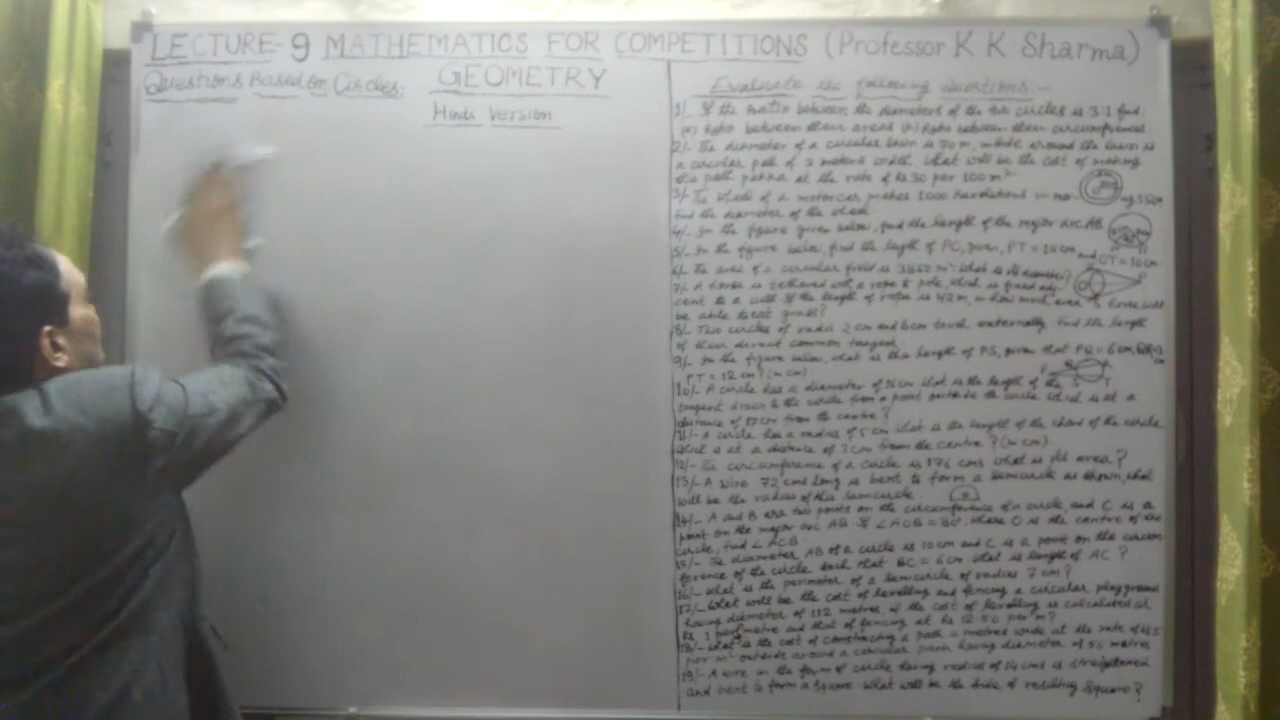 LECTURE-9 MATHEMATICS FOR COMPETITIONS (Professor K K Sharma)
Questions Based on Circles:
GEOMETRY
Hindi Version
Evaluate the following questions:-
1/- If the ratio between the diameters of the two circles is 3:1 find.
(a) Ratio between their areas (b) Ratio between their circumferences
2/- The diameter of a circular lawn is 70 m, around the lawn is
a circular path of 7 meters width. What will be the cost of making
this path pakka at the rate of Rs 30 per 100 m²
3/- The wheel of a motorcar makes 1000 revolutions in
Find the diameter of the wheel.
4/- In the figure given below, find the length of the major arc AB
5/- In the figure below, find the length of PC, given, PT = 14 cm and OT = 10 cm.
6/- The area of a circular field is 3850 m². What is its diameter?
7/- A horse is tethered with a rope to pole, which is fixed adj-
cent to a wall. If the length of rope is 42 m, in how much area horse will
be able to eat grass?
8/- Two circles of radii 2 cm and 8 cm touch externally find the length
of their direct common tangent
9/- In the figure below, what is the length of PS, given that PQ = 6 cm,
PT = 12 cm? (in cm)
10/- A circle has a diameter of 16 cm what is the length of the
tangent drawn to the circle from a point outside the circle which is at a
distance of 17 cm from the centre?
11/- A circle has a radius of 5 cm what is the length of the chord of the circle
which is at a distance of 3 cm from the centre? (in cm)
12/- The circumference of a circle is 176 cms what is its area?
13/- A wire 72 cms long is bent to form a semicircle as shown, what
will be the radius of this semicircle.
14/- A and B are two points on the circumference of a circle, and C is a
point on the major arc AB if ∠AOB = 80°, where O is the centre of the
circle, find ∠ACB
15/- The diameter AB of a circle is 10 cm and C is a point on the circum
ference of the circle such that BC = 6 cm what is length of AC?
16/- What is the perimeter of a semicircle of radius 7 cm?
17/- What will be the cost of levelling and fencing a circular playground
having diameter of 112 metres, if the cost of levelling is calculated at
Rs. 1 per metre and that of fencing at Rs 12.50 per m?
18/- What is the cost of constructing a path metres wide at the rate of Rs 5
per m² outside around a circular park having diameter of 56 metres
19/- A wire in the form of circle having radius of 14 cms is straightened
and bent to form a square what will be the side of resulting square?